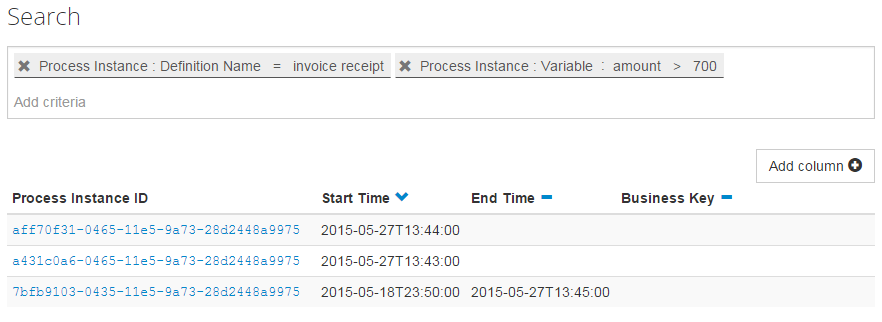 Search
Process Instance : Definition Name = invoice receipt Process Instance : Variable : amount > 700
Add criteria
Add column
Process Instance ID Start Time End Time Business Key
aff70f31-0465-11e5-9a73-28d2448a9975 2015-05-27T13:44:00
a431c0a6-0465-11e5-9a73-28d2448a9975 2015-05-27T13:43:00
7bfb9103-0435-11e5-9a73-28d2448a9975 2015-05-18T23:50:00 2015-05-27T13:45:00